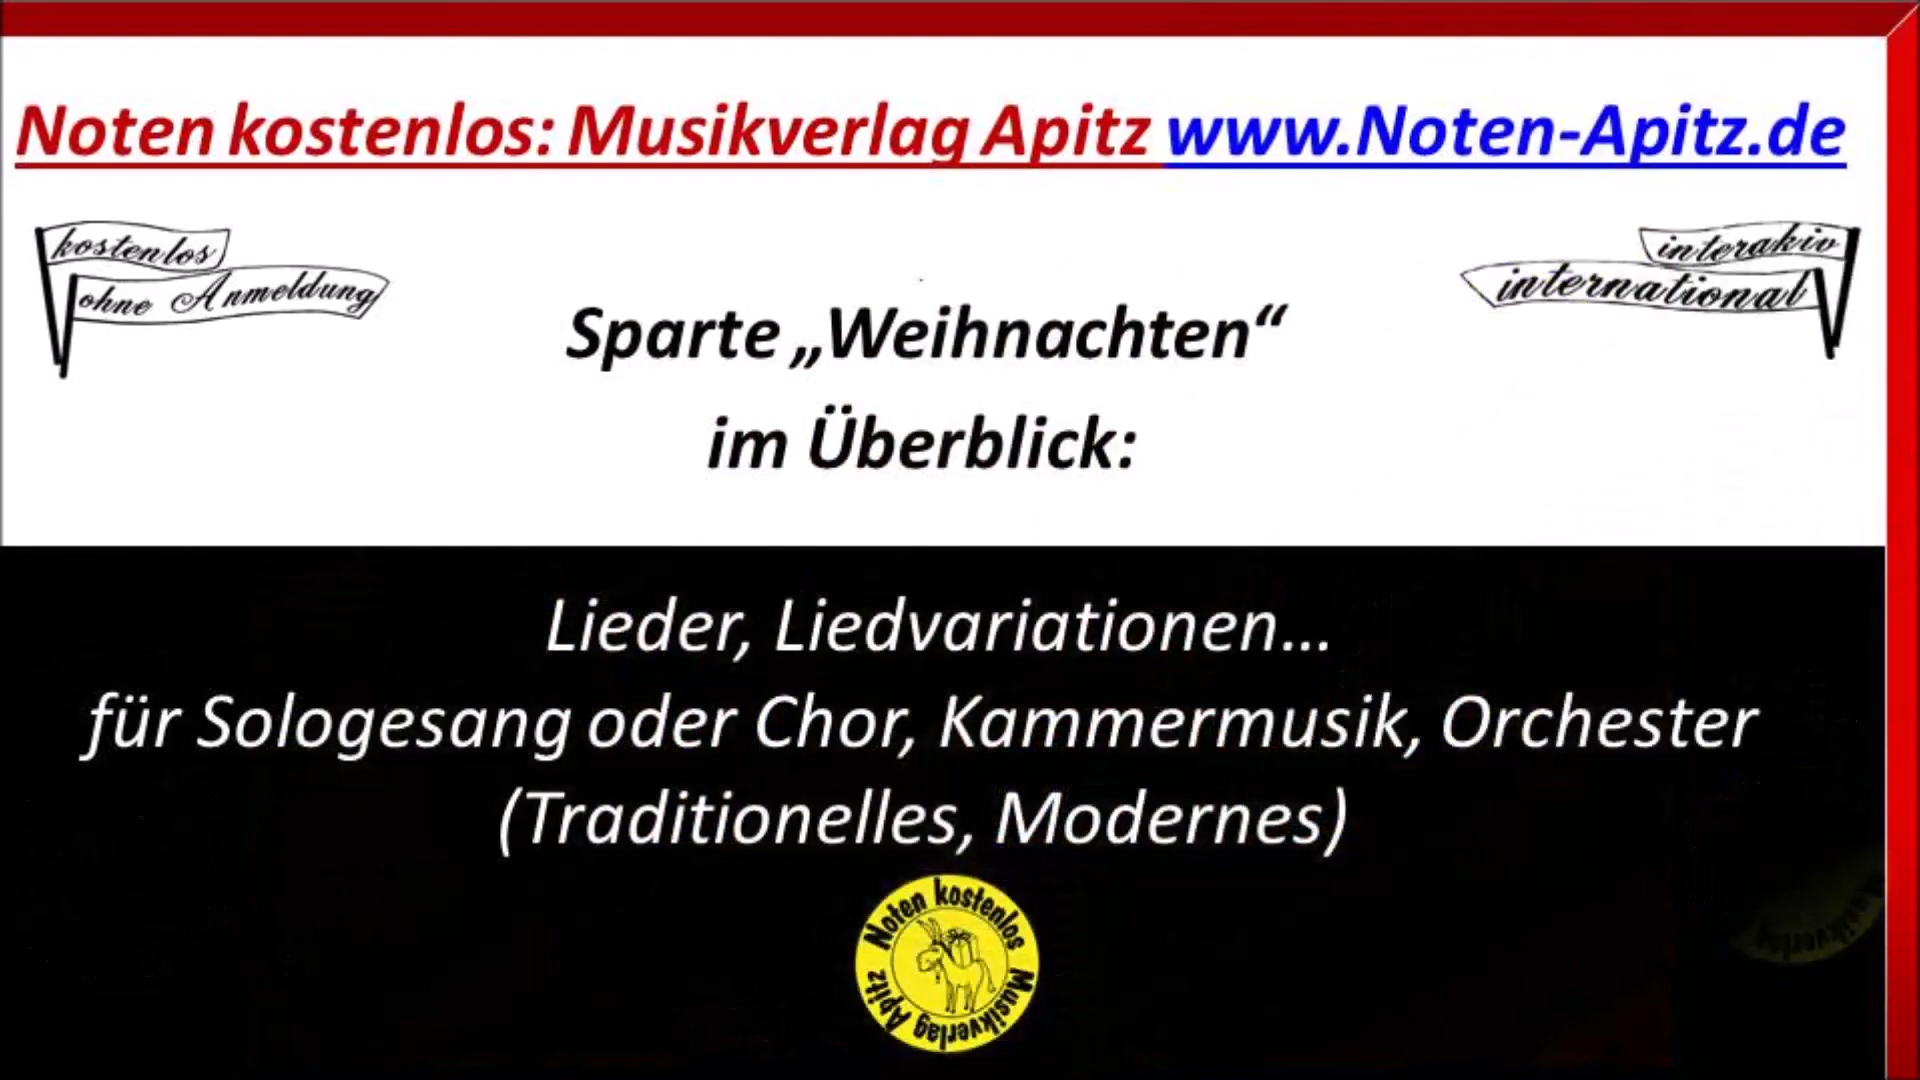 Noten kostenlos: Musikverlag Apitz www.Noten-Apitz.de
kostenlos
ohne Anmeldung
interakiv
international
Sparte „Weihnachten“
im Überblick:
Lieder, Liedvariationen...
für Sologesang oder Chor, Kammermusik, Orchester
(Traditionelles, Modernes)
Noten kostenlos Musikverlag Apitz